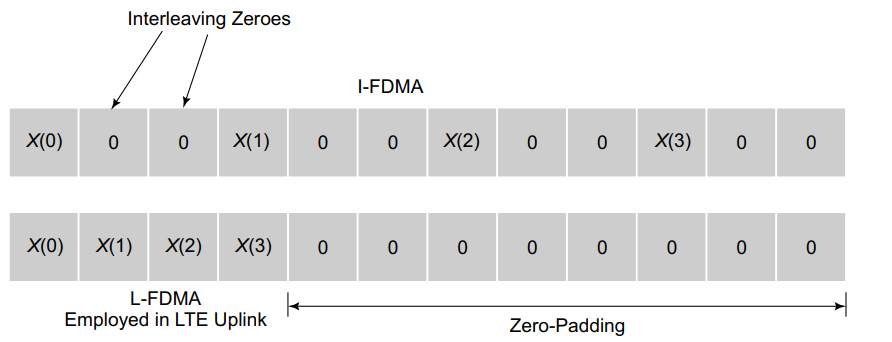 Interleaving Zeroes
I-FDMA
X(0) 0 0 X(1) 0 0 X(2) 0 0 X(3) 0 0
X(0) X(1) X(2) X(3) 0 0 0 0 0 0 0 0
L-FDMA
Employed in LTE Uplink
Zero-Padding